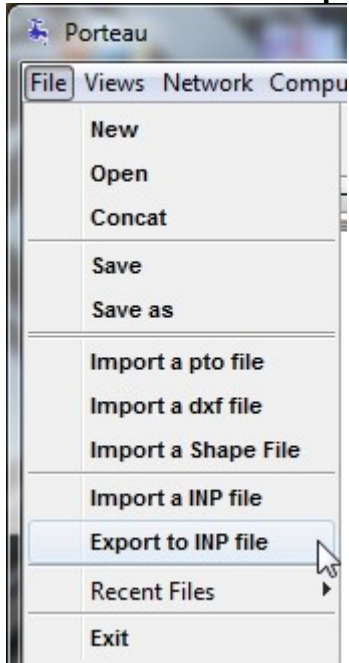 Porteau
File Views Network Compu
New
Open
Concat
Save
Save as
Import a pto file
Import a dxf file
Import a Shape File
Import a INP file
Export to INP file
Recent Files
Exit